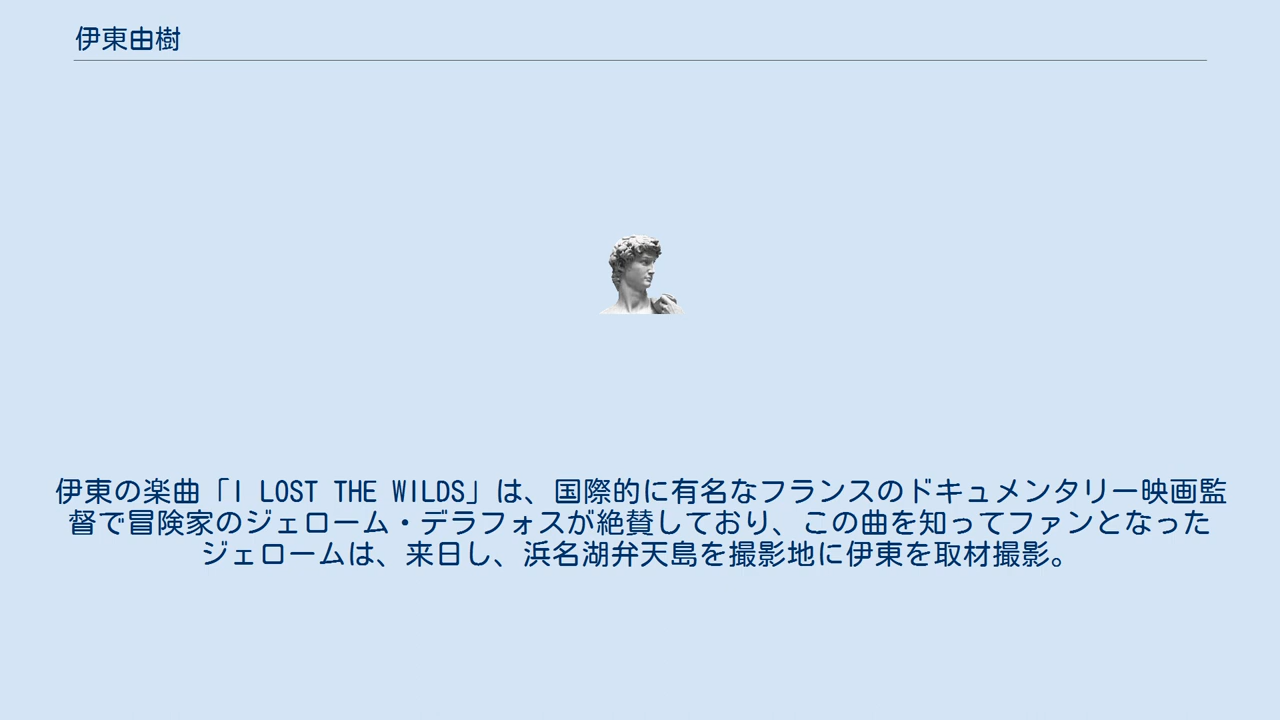 伊東由樹
伊東の楽曲「I LOST THE WILDS」は、国際的に有名なフランスのドキュメンタリー映画監
督で冒険家のジェローム・デラフォスが絶賛しており、この曲を知ってファンとなった
ジェロームは、来日し、浜名湖弁天島を撮影地に伊東を取材撮影。